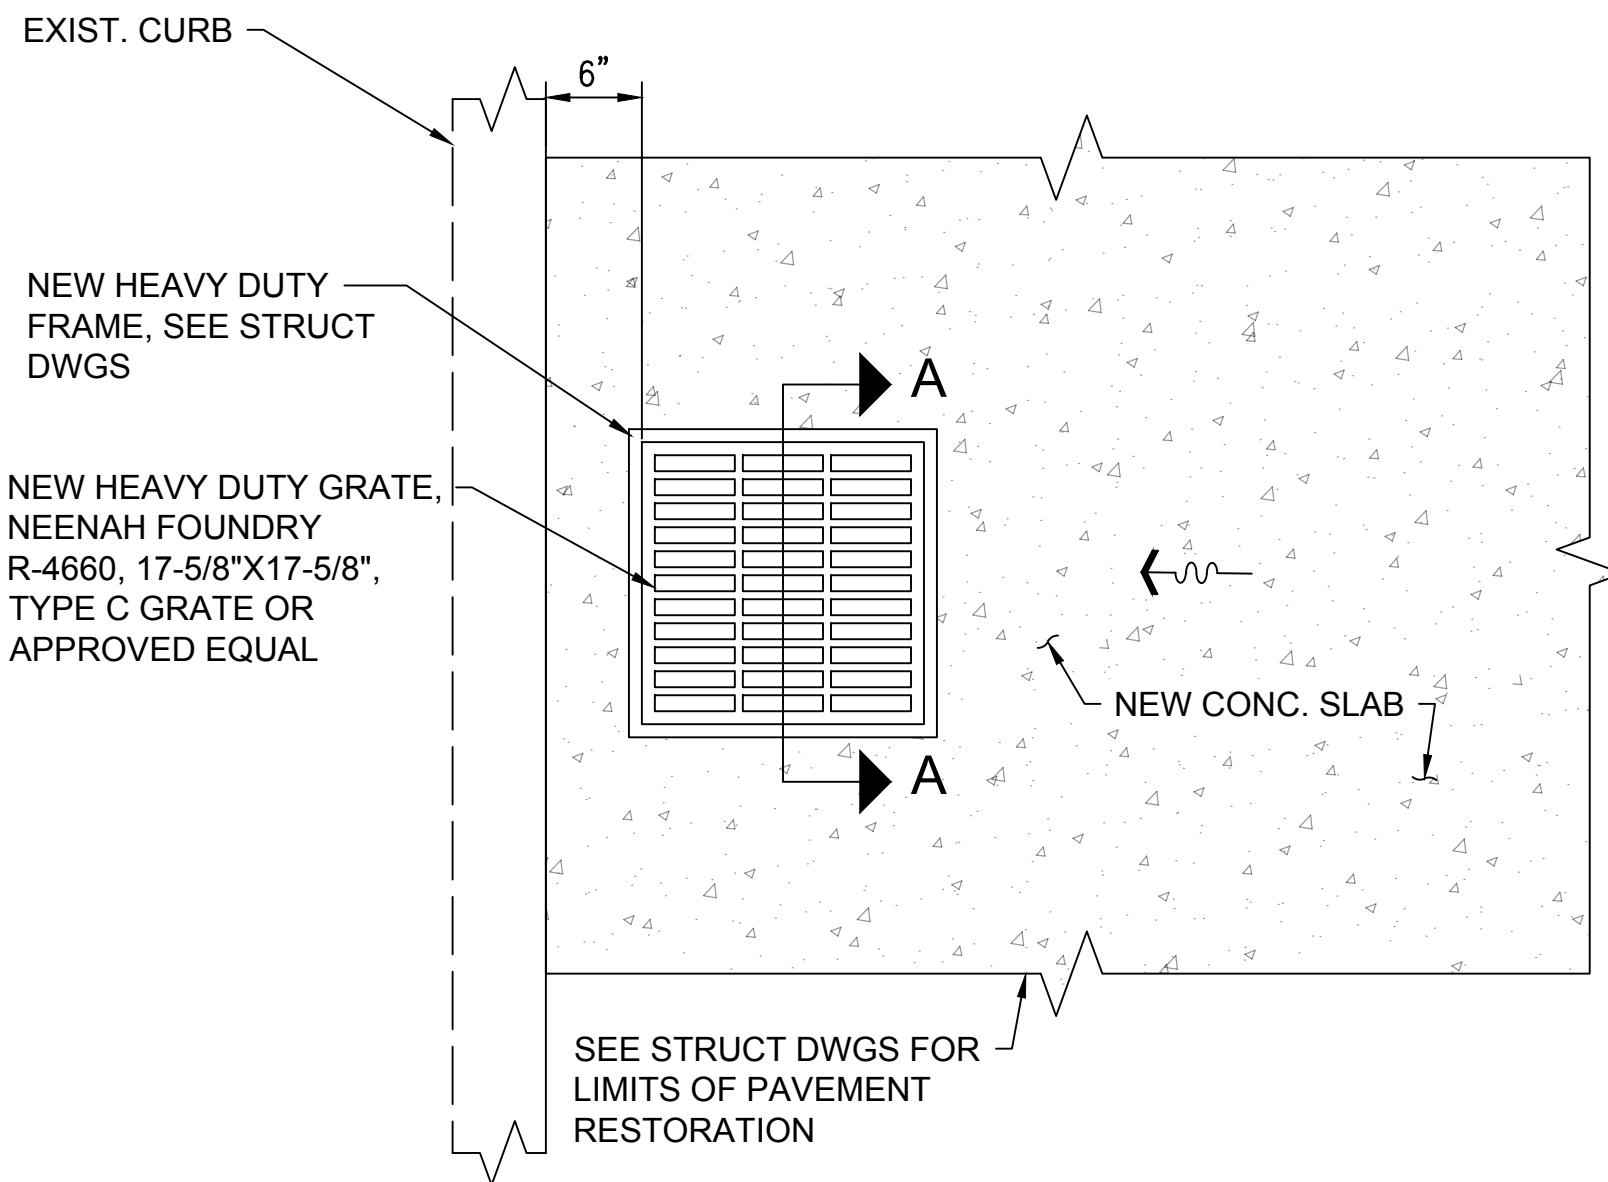 EXIST. CURB
6”
NEW HEAVY DUTY
FRAME, SEE STRUCT
DWGS
A
NEW HEAVY DUTY GRATE,
NEENAH FOUNDRY
R-4660, 17-5/8"X17-5/8",
TYPE C GRATE OR
APPROVED EQUAL
NEW CONC. SLAB
A
SEE STRUCT DWGS FOR
LIMITS OF PAVEMENT
RESTORATION